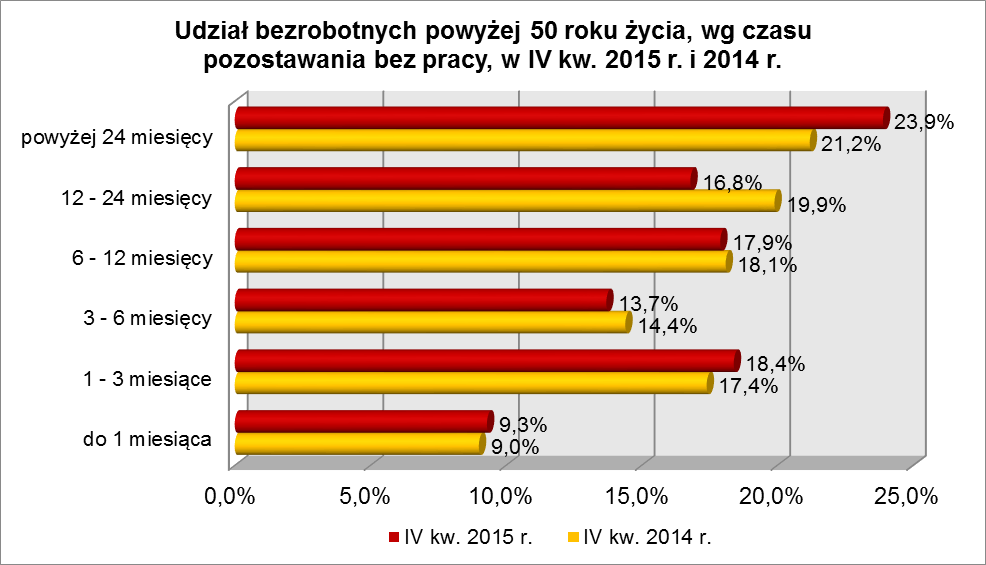 Udział bezrobotnych powyżej 50 roku życia, wg czasu
pozostawania bez pracy, w IV kw. 2015 r. i 2014 r.
powyżej 24 miesięcy
23,9%
21,2%
12 - 24 miesięcy
16,8%
19,9%
6 - 12 miesięcy
17,9%
18,1%
3 - 6 miesięcy
13,7%
14,4%
1 - 3 miesiące
18,4%
17,4%
do 1 miesiąca
9,3%
9,0%
0,0% 5,0% 10,0% 15,0% 20,0% 25,0%
IV kw. 2015 r. IV kw. 2014 r.